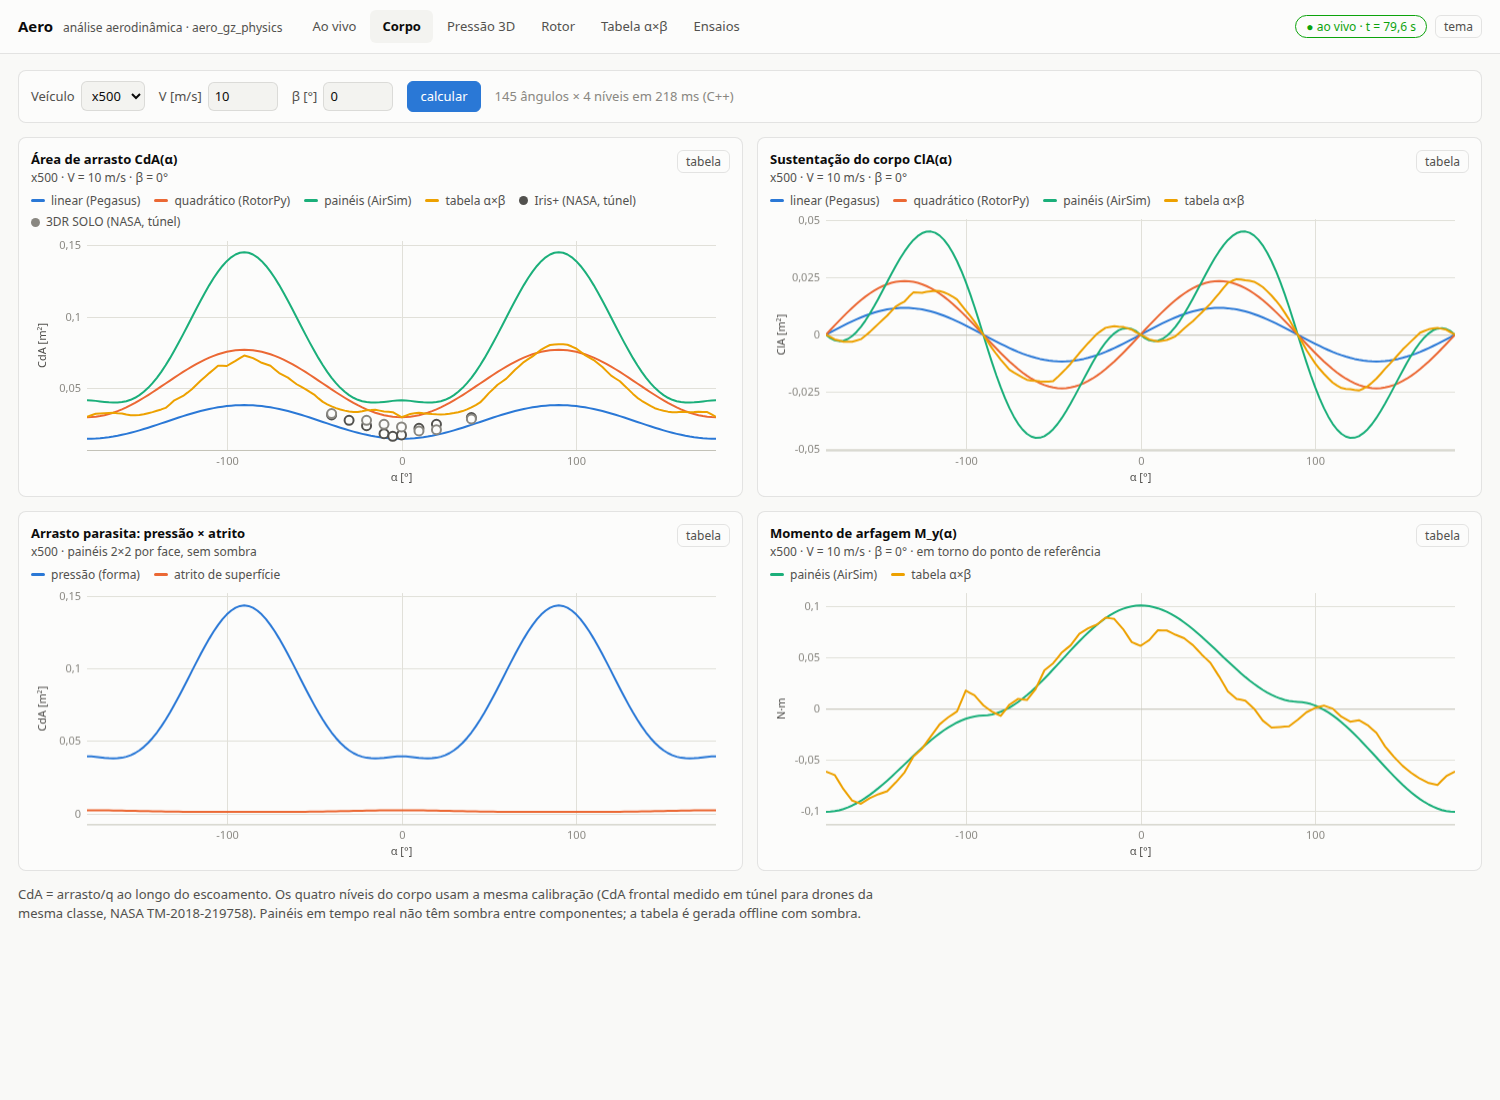 Aero análise aerodinâmica · aero_gz_physics Ao vivo Corpo Pressão 3D Rotor Tabela α×β Ensaios ● ao vivo · t = 79,6 s tema
Veículo x500 V [m/s] 10 β [°] 0 calcular 145 ângulos × 4 níveis em 218 ms (C++)
Área de arrasto CdA(α) tabela
x500 · V = 10 m/s · β = 0°
linear (Pegasus) quadrático (RotorPy) painéis (AirSim) tabela α×β Iris+ (NASA, túnel)
3DR SOLO (NASA, túnel)
0,15
0,1
0,05
CdA [m²]
-100 0 100
α [°]
Sustentação do corpo ClA(α) tabela
x500 · V = 10 m/s · β = 0°
linear (Pegasus) quadrático (RotorPy) painéis (AirSim) tabela α×β
0,05
0,025
0
-0,025
-0,05
ClA [m²]
-100 0 100
α [°]
Arrasto parasita: pressão × atrito tabela
x500 · painéis 2×2 por face, sem sombra
pressão (forma) atrito de superfície
0,15
0,1
0,05
0
CdA [m²]
-100 0 100
α [°]
Momento de arfagem M_y(α) tabela
x500 · V = 10 m/s · β = 0° · em torno do ponto de referência
painéis (AirSim) tabela α×β
0,1
0,05
0
-0,05
-0,1
N·m
-100 0 100
α [°]
CdA = arrasto/q ao longo do escoamento. Os quatro níveis do corpo usam a mesma calibração (CdA frontal medido em túnel para drones da
mesma classe, NASA TM-2018-219758). Painéis em tempo real não têm sombra entre componentes; a tabela é gerada offline com sombra.